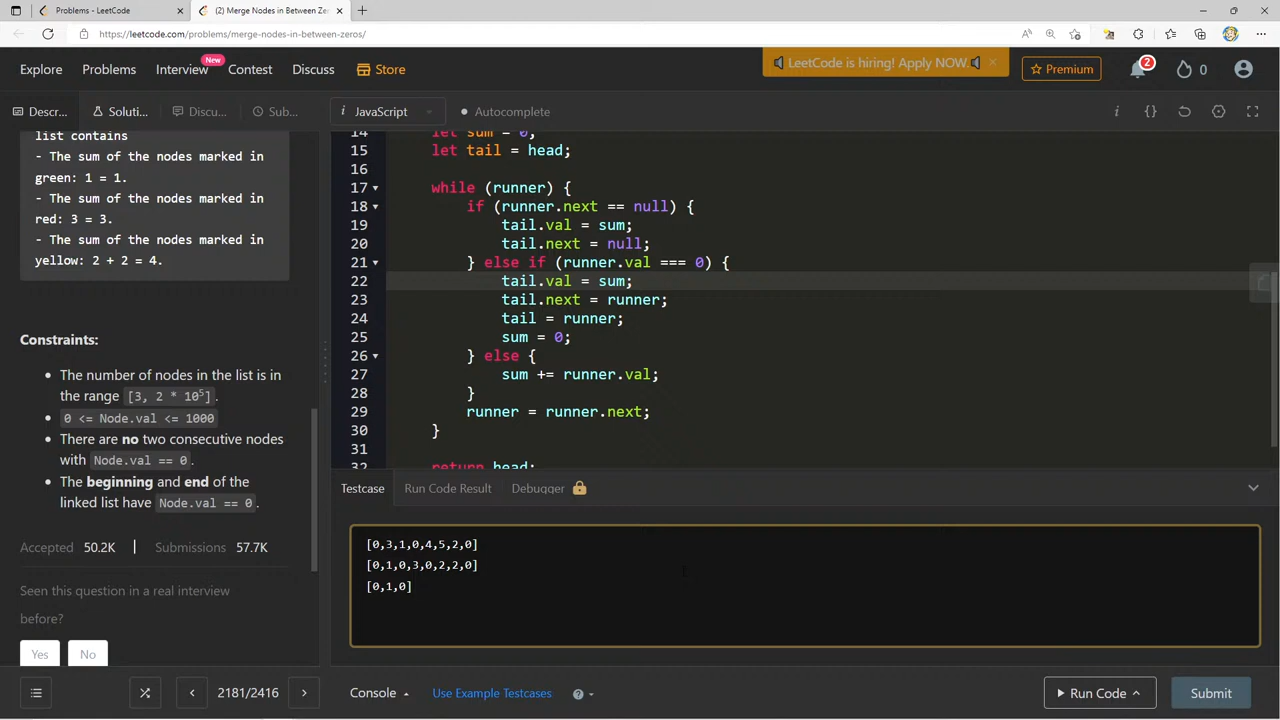 Problems - LeetCode
(2) Merge Nodes in Between Zer
https://leetcode.com/problems/merge-nodes-in-between-zeros/
Explore
Problems
Interview
New
Contest
Discuss
Store
LeetCode is hiring! Apply NOW.
Premium
2
0
Descr...
Soluti...
Discu...
Sub...
i JavaScript
Autocomplete
list contains
- The sum of the nodes marked in
green: 1 = 1.
- The sum of the nodes marked in
red: 3 = 3.
- The sum of the nodes marked in
yellow: 2 + 2 = 4.
Constraints:
The number of nodes in the list is in
the range [3, 2 * 10⁵].
0 <= Node.val <= 1000
There are no two consecutive nodes
with Node.val == 0.
The beginning and end of the
linked list have Node.val == 0.
Accepted 50.2K | Submissions 57.7K
Seen this question in a real interview
before?
Yes No
14 let sum = 0;
15 let tail = head;
16
17 while (runner) {
18 if (runner.next == null) {
19 tail.val = sum;
20 tail.next = null;
21 } else if (runner.val === 0) {
22 tail.val = sum;
23 tail.next = runner;
24 tail = runner;
25 sum = 0;
26 } else {
27 sum += runner.val;
28 }
29 runner = runner.next;
30 }
31
32 return head;
Testcase
Run Code Result
Debugger
[0,3,1,0,4,5,2,0]
[0,1,0,3,0,2,2,0]
[0,1,0]
2181/2416
Console
Use Example Testcases
Run Code
Submit